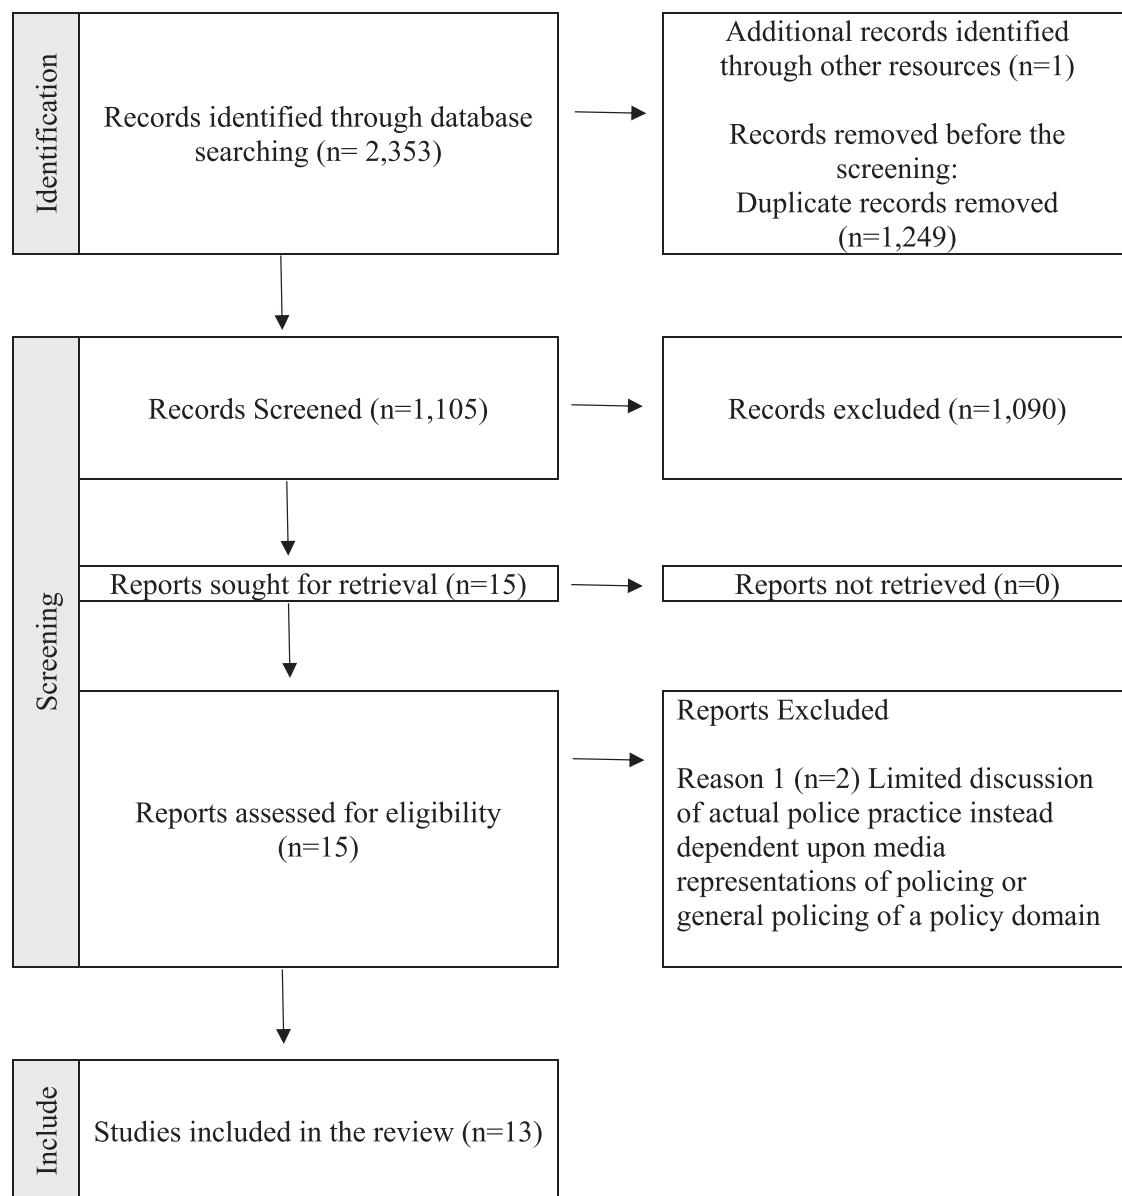 Identification
Records identified through database
searching (n= 2,353)
Additional records identified
through other resources (n=1)
Records removed before the
screening:
Duplicate records removed
(n=1,249)
Screening
Records Screened (n=1,105)
Records excluded (n=1,090)
Reports sought for retrieval (n=15)
Reports not retrieved (n=0)
Reports assessed for eligibility
(n=15)
Reports Excluded
Reason 1 (n=2) Limited discussion
of actual police practice instead
dependent upon media
representations of policing or
general policing of a policy domain
Include
Studies included in the review (n=13)